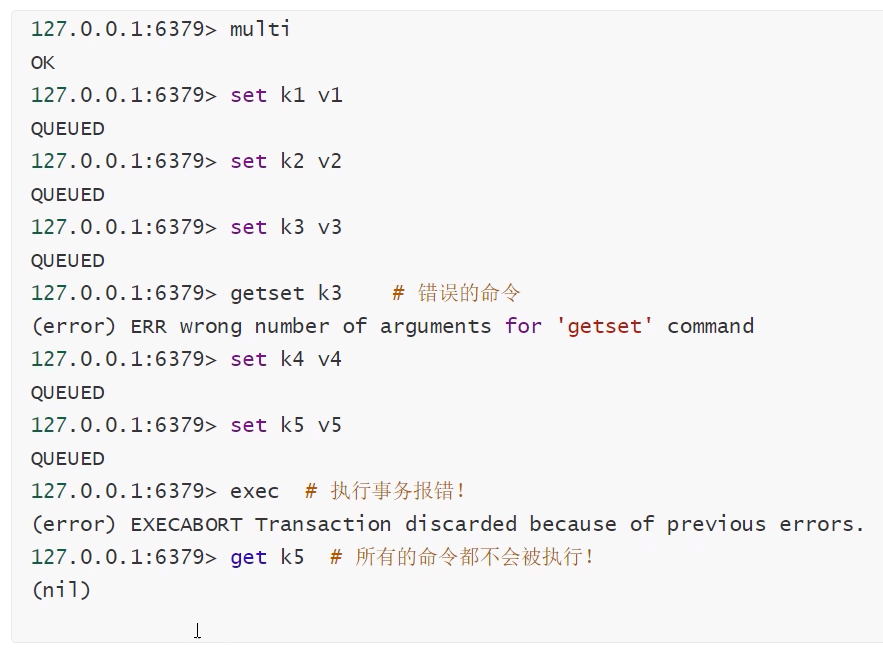 127.0.0.1:6379> multi
OK
127.0.0.1:6379> set k1 v1
QUEUED
127.0.0.1:6379> set k2 v2
QUEUED
127.0.0.1:6379> set k3 v3
QUEUED
127.0.0.1:6379> getset k3    # 错误的命令
(error) ERR wrong number of arguments for 'getset' command
127.0.0.1:6379> set k4 v4
QUEUED
127.0.0.1:6379> set k5 v5
QUEUED
127.0.0.1:6379> exec  # 执行事务报错！
(error) EXECABORT Transaction discarded because of previous errors.
127.0.0.1:6379> get k5  # 所有的命令都不会被执行！
(nil)